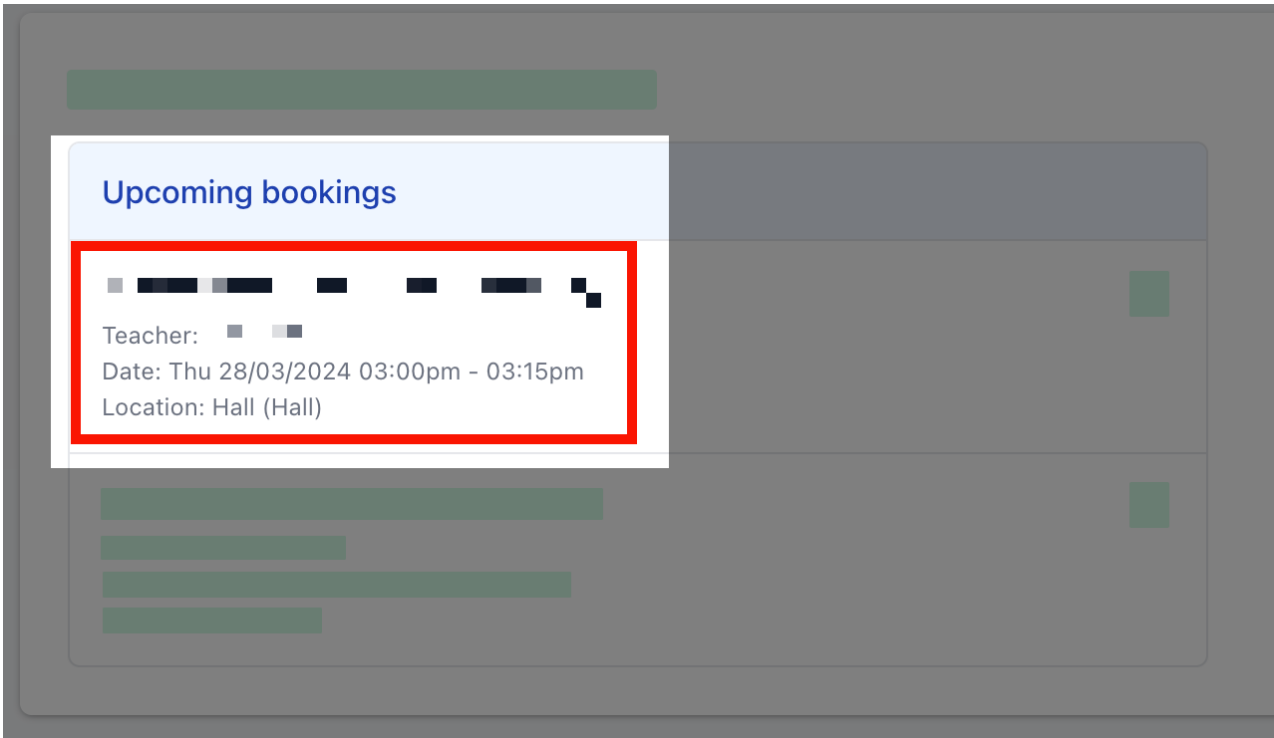 Upcoming bookings
Teacher:
Date: Thu 28/03/2024 03:00pm - 03:15pm
Location: Hall (Hall)